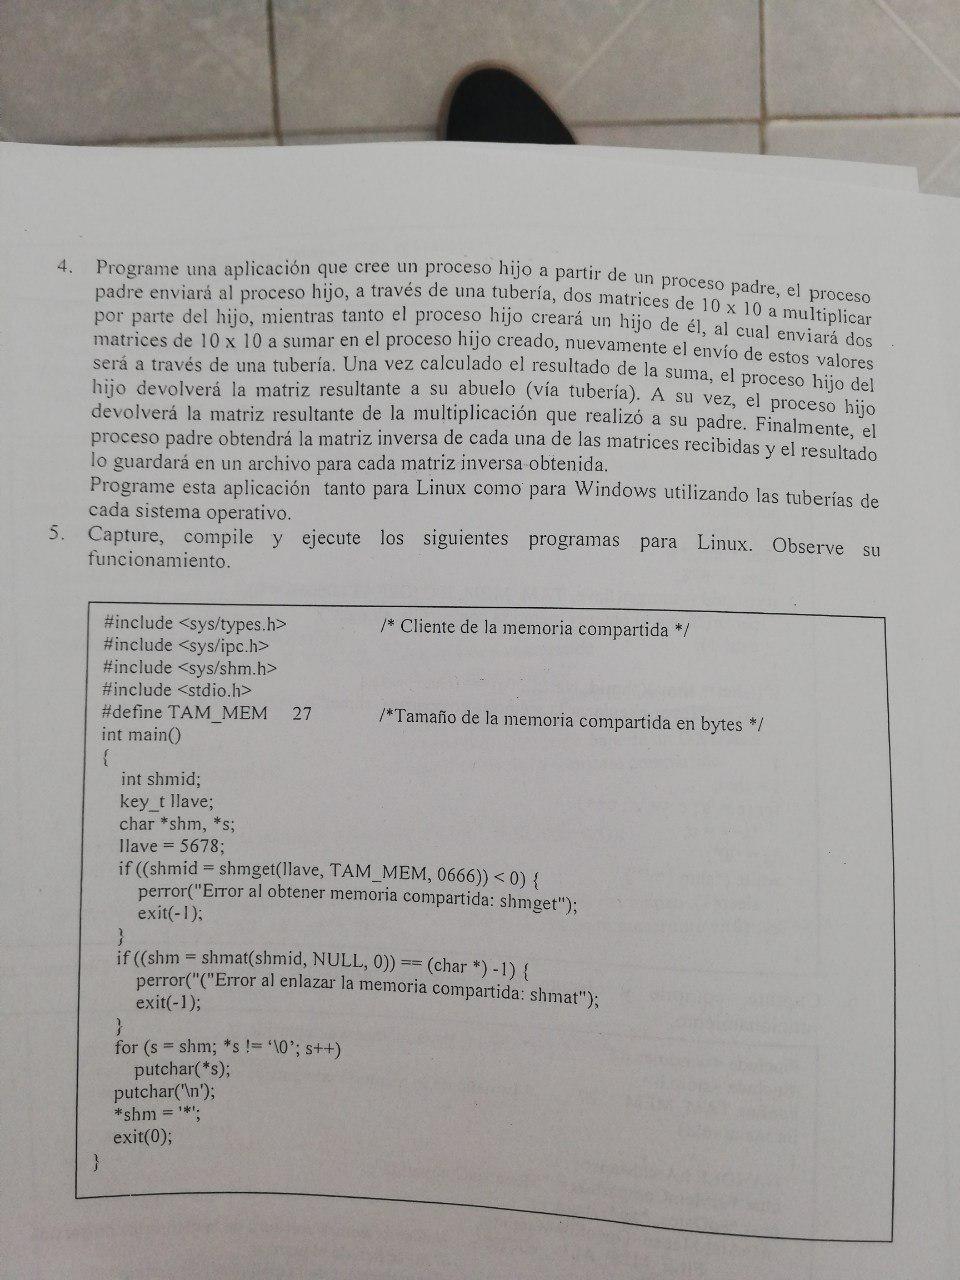 4. Programe una aplicación que cree un proceso hijo a partir de un proceso padre, el proceso
padre enviará al proceso hijo, a través de una tubería, dos matrices de 10 x 10 a multiplicar
por parte del hijo, mientras tanto el proceso hijo creará un hijo de él, al cual enviará dos
matrices de 10 x 10 a sumar en el proceso hijo creado, nuevamente el envío de estos valores
será a través de una tubería. Una vez calculado el resultado de la suma, el proceso hijo del
hijo devolverá la matriz resultante a su abuelo (vía tubería). A su vez, el proceso hijo
devolverá la matriz resultante de la multiplicación que realizó a su padre. Finalmente, el
proceso padre obtendrá la matriz inversa de cada una de las matrices recibidas y el resultado
lo guardará en un archivo para cada matriz inversa obtenida.
Programe esta aplicación tanto para Linux como para Windows utilizando las tuberías de
cada sistema operativo.
5. Capture, compile y ejecute los siguientes programas para Linux. Observe su
funcionamiento.
#include <sys/types.h> /* Cliente de la memoria compartida */
#include <sys/ipc.h>
#include <sys/shm.h>
#include <stdio.h>
#define TAM_MEM 27 /*Tamaño de la memoria compartida en bytes */
int main()
{
int shmid;
key_t llave;
char *shm, *s;
llave = 5678;
if ((shmid = shmget(llave, TAM_MEM, 0666)) < 0) {
perror("Error al obtener memoria compartida: shmget");
exit(-1);
}
if ((shm = shmat(shmid, NULL, 0)) == (char *) -1) {
perror("("Error al enlazar la memoria compartida: shmat");
exit(-1);
}
for (s = shm; *s != ‘\0’; s++)
putchar(*s);
putchar('\n');
*shm = '*';
exit(0);
}